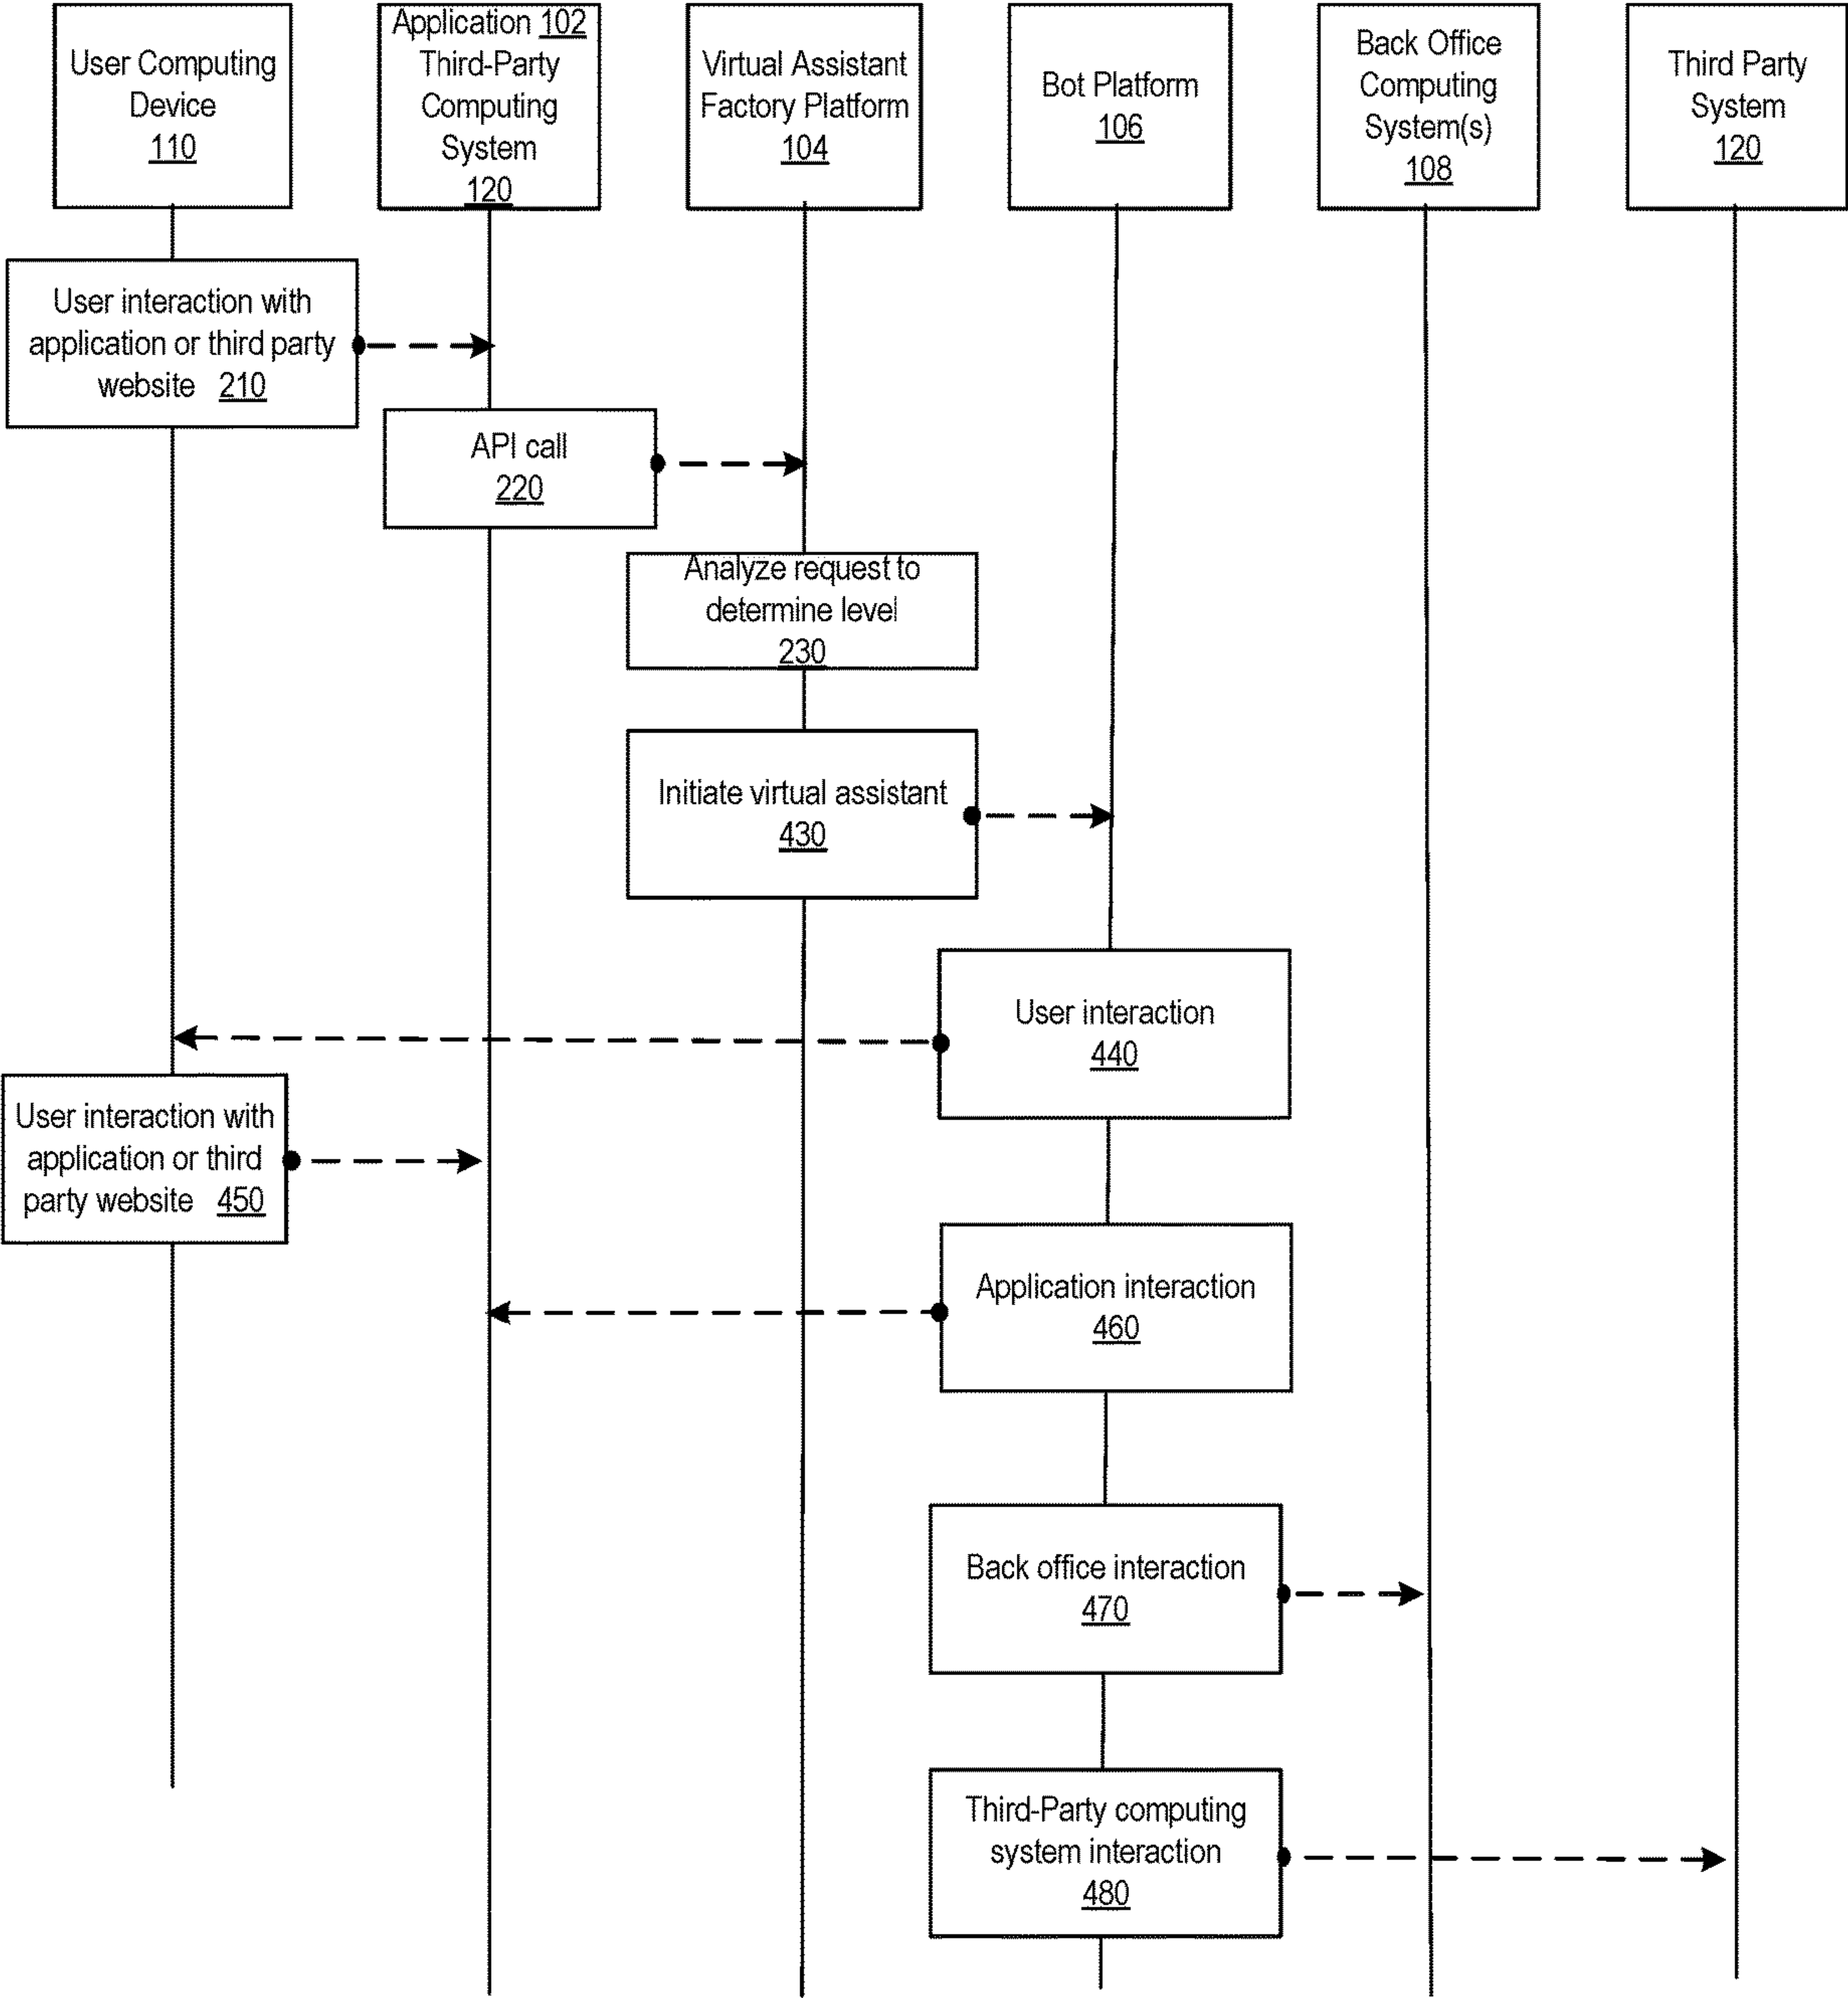 User Computing
Device
110
Application 102
Third-Party
Computing
System
120
Virtual Assistant
Factory Platform
104
Bot Platform
106
Back Office
Computing
System(s)
108
Third Party
System
120
User interaction with
application or third party
website 210
API call
220
Analyze request to
determine level
230
Initiate virtual assistant
430
User interaction
440
User interaction with
application or third
party website 450
Application interaction
460
Back office interaction
470
Third-Party computing
system interaction
480